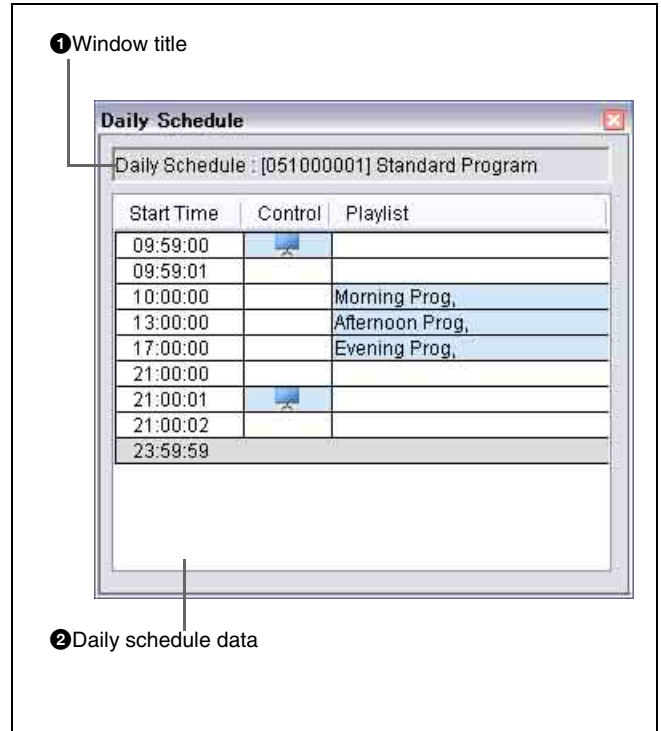 ❶Window title
Daily Schedule
Daily Schedule : [051000001] Standard Program
Start Time Control Playlist
09:59:00
09:59:01
10:00:00 Morning Prog,
13:00:00 Afternoon Prog,
17:00:00 Evening Prog,
21:00:00
21:00:01
21:00:02
23:59:59
❷Daily schedule data